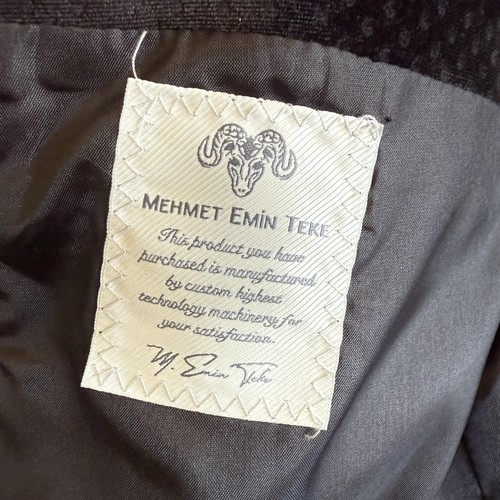 MEHMET EMİN TEKE
This product you have
purchased is manufactured
by custom highest
technology machinery for
your satisfaction.
M. Emin Teke